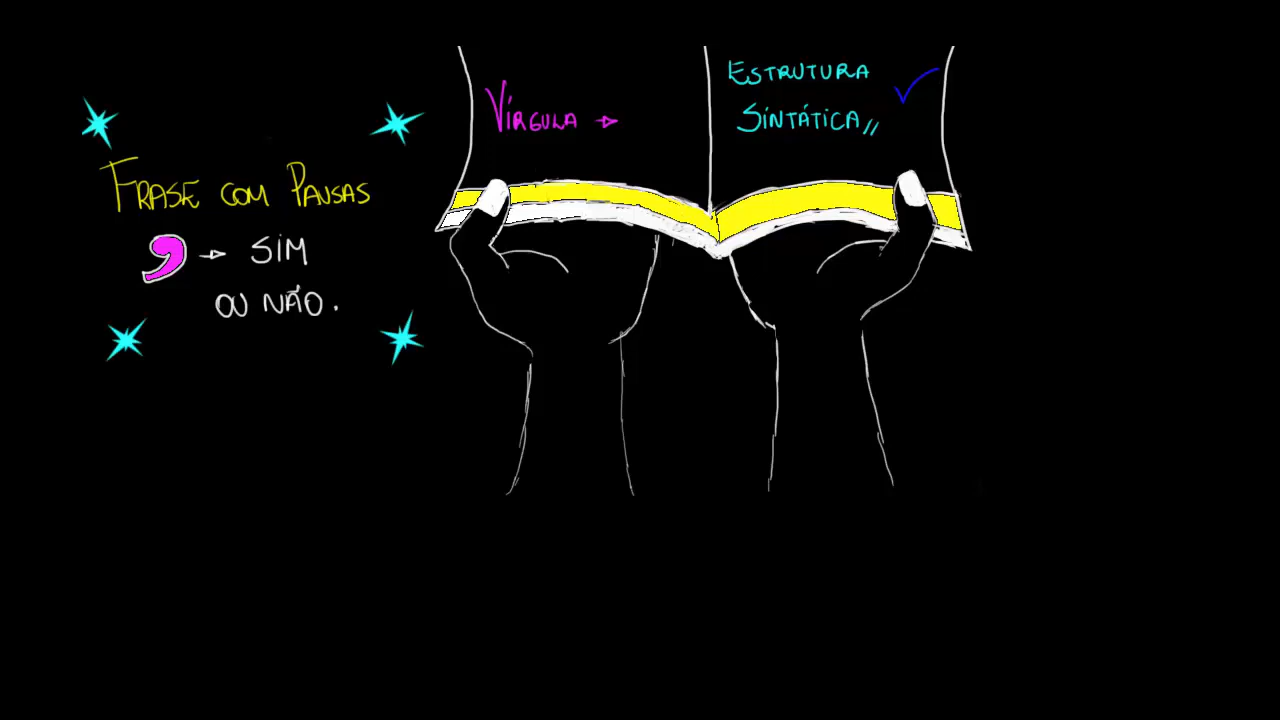 FRASE COM PAUSAS
, → SIM
OU NÃO.
VÍRGULA →
ESTRUTURA
SINTÁTICA //